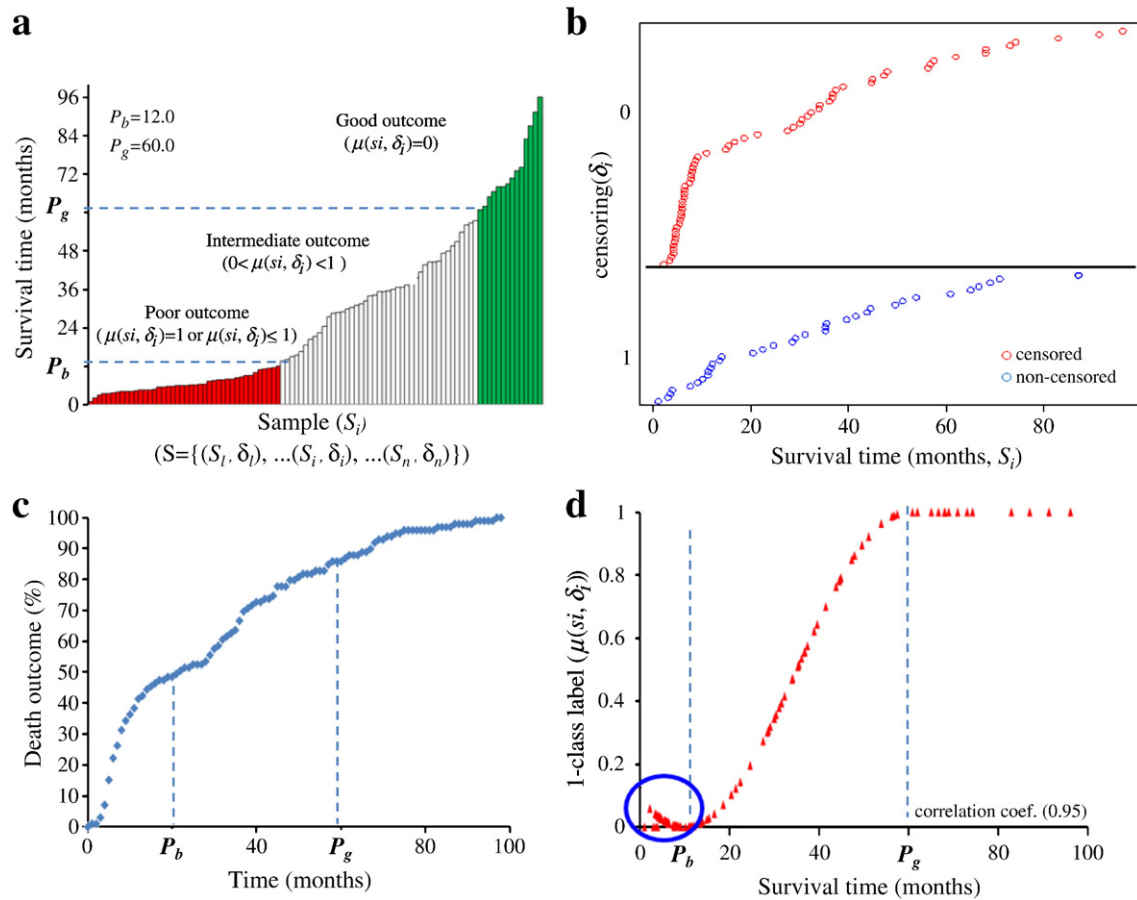 a
96
84
72
P_g
48
36
24
P_b
0
Survival time (months)
P_b=12.0
P_g=60.0
Good outcome
(μ(si, δ_i)=0)
Intermediate outcome
(0< μ(si, δ_i) <1 )
Poor outcome
(μ(si, δ_i)=1 or μ(si, δ_i)≤ 1)
Sample (S_i)
(S={(S_l, δ_l), ...(S_i, δ_i), ...(S_n, δ_n)})
b
0
1
censoring(δ_i)
censored
non-censored
0 20 40 60 80
Survival time (months, S_i)
c
100
90
80
70
60
50
40
30
20
10
0
Death outcome (%)
0 P_b P_g 100
Time (months)
d
1
0.8
0.6
0.4
0.2
0
1-class label (μ(si, δ_i))
correlation coef. (0.95)
0 P_b 20 40 P_g 80 100
Survival time (months)